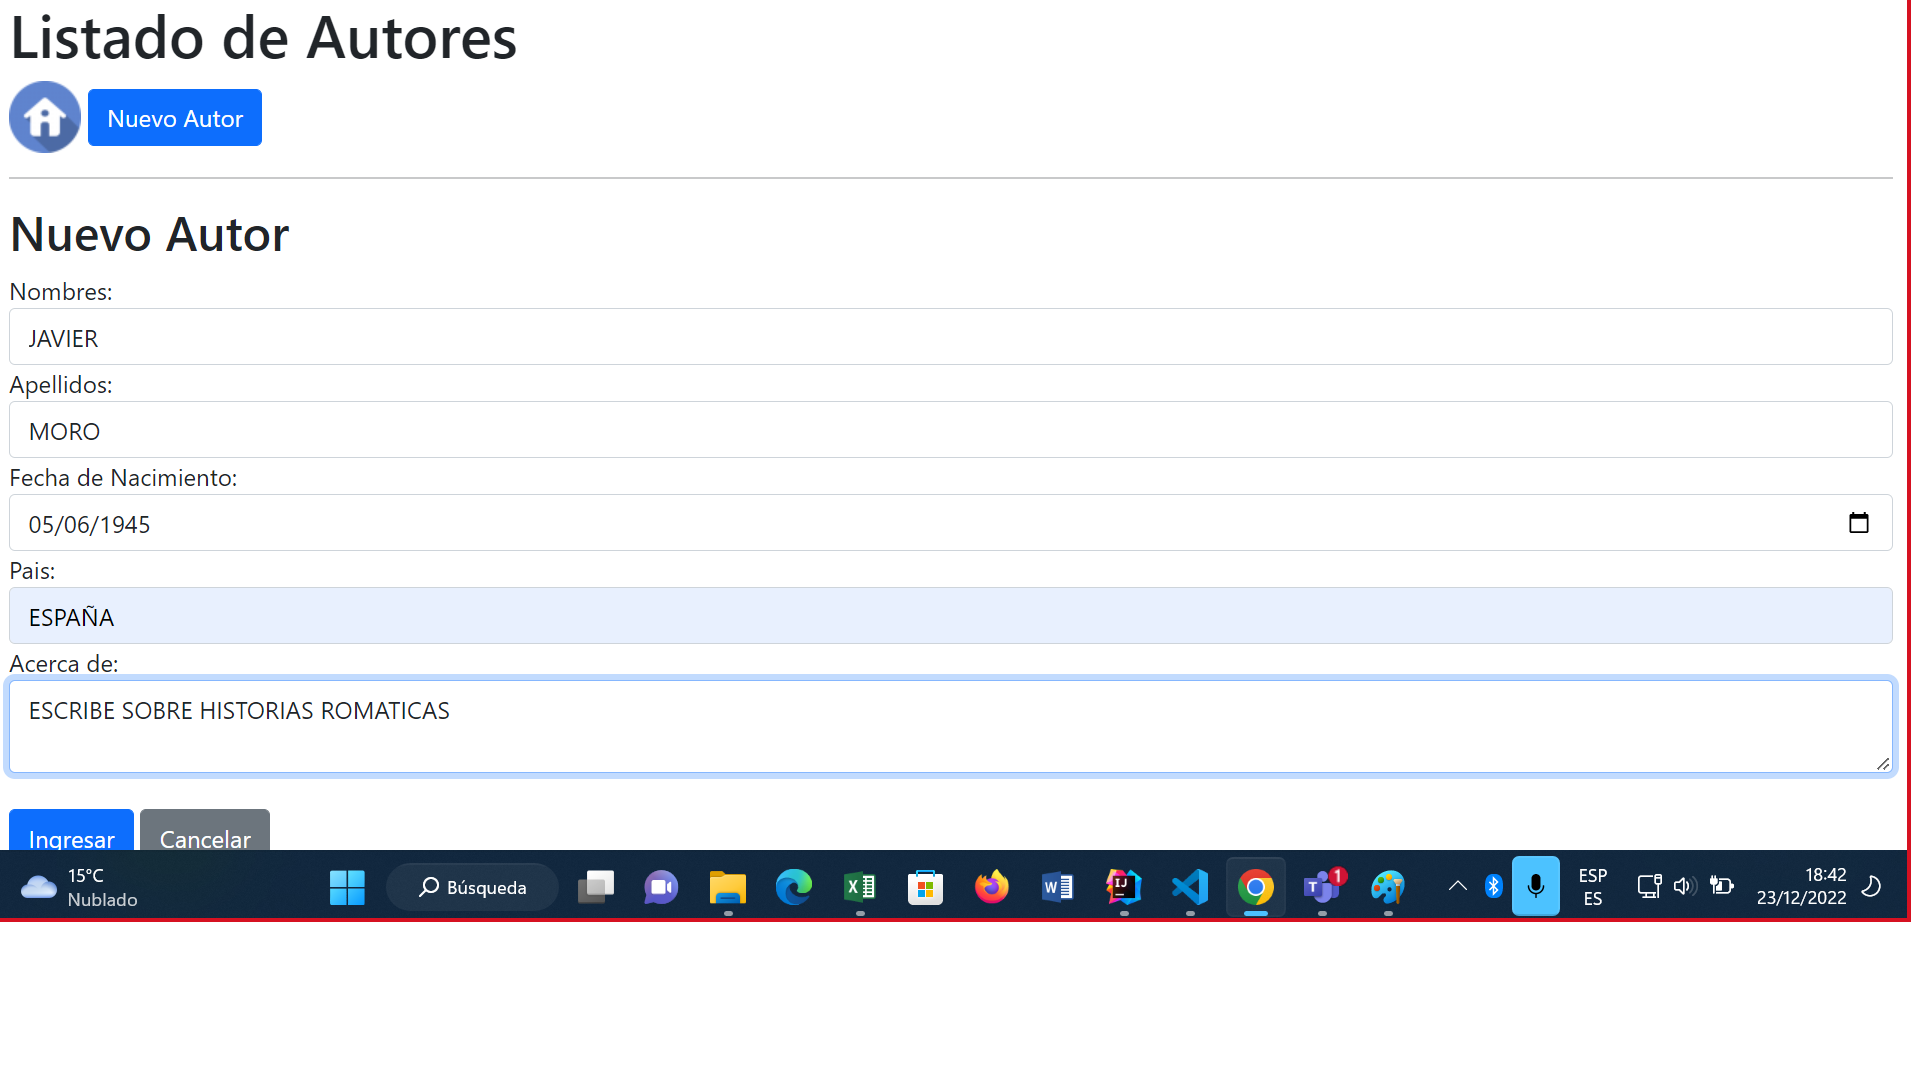 Listado de Autores
Nuevo Autor
Nuevo Autor
Nombres:
JAVIER
Apellidos:
MORO
Fecha de Nacimiento:
05/06/1945
Pais:
ESPAÑA
Acerca de:
ESCRIBE SOBRE HISTORIAS ROMATICAS
Ingresar Cancelar
15°C
Nublado
Búsqueda
1
ESP
ES
18:42
23/12/2022